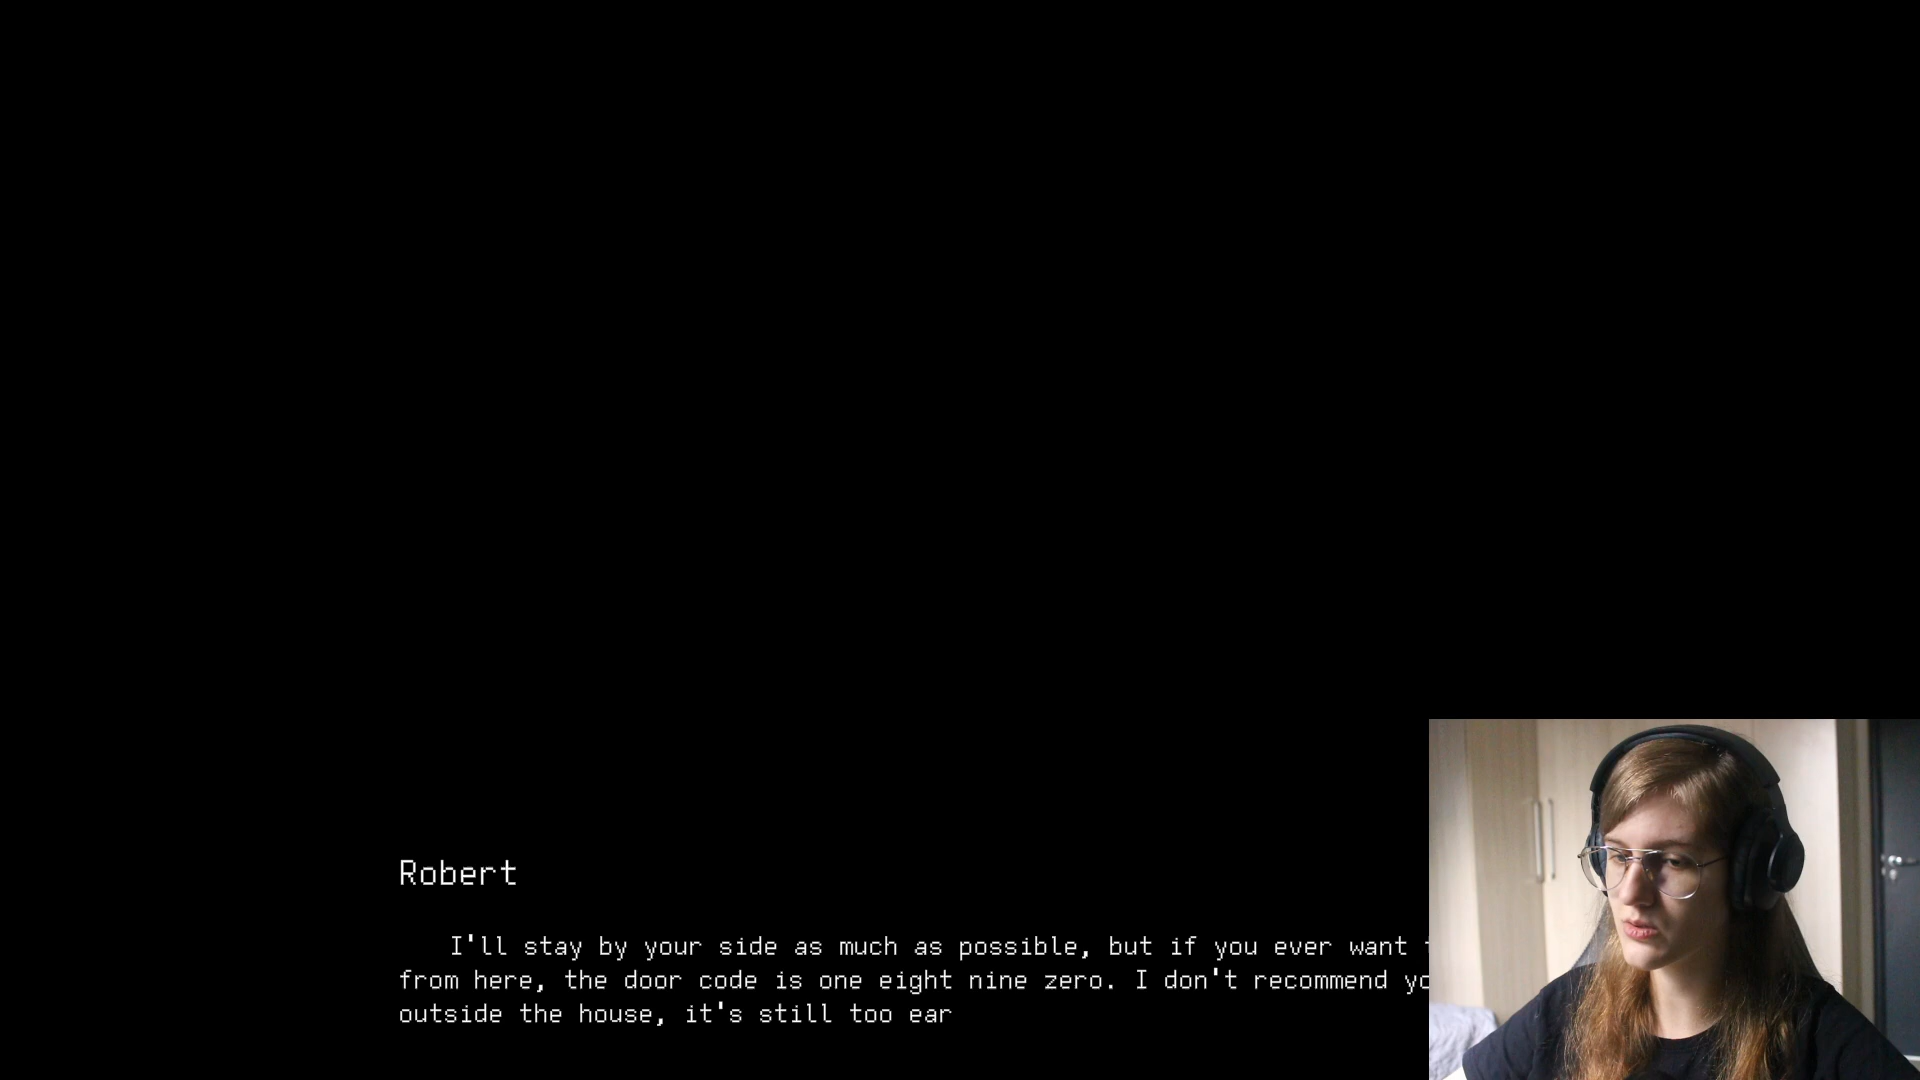 Robert
I'll stay by your side as much as possible, but if you ever want
from here, the door code is one eight nine zero. I don't recommend
outside the house, it's still too ear